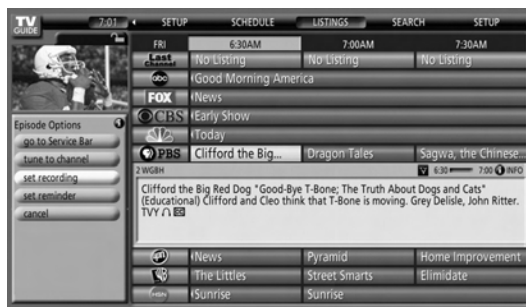 TV
GUIDE
7:01
SETUP SCHEDULE LISTINGS SEARCH SETUP
FRI 6:30AM 7:00AM 7:30AM
Last Channel No Listing No Listing No Listing
abc Good Morning America
FOX News
CBS Early Show
Today
PBS Clifford the Big... Dragon Tales Sagwa, the Chinese...
2 WGBH V 6:30 7:00 INFO
Clifford the Big Red Dog "Good-Bye T-Bone; The Truth About Dogs and Cats"
(Educational) Clifford and Cleo think that T-Bone is moving. Grey Delisle, John Ritter.
TVY
Episode Options
go to Service Bar
tune to channel
set recording
set reminder
cancel
News Pyramid Home Improvement
The Littles Street Smarts Elimidate
HSN Sunrise Sunrise